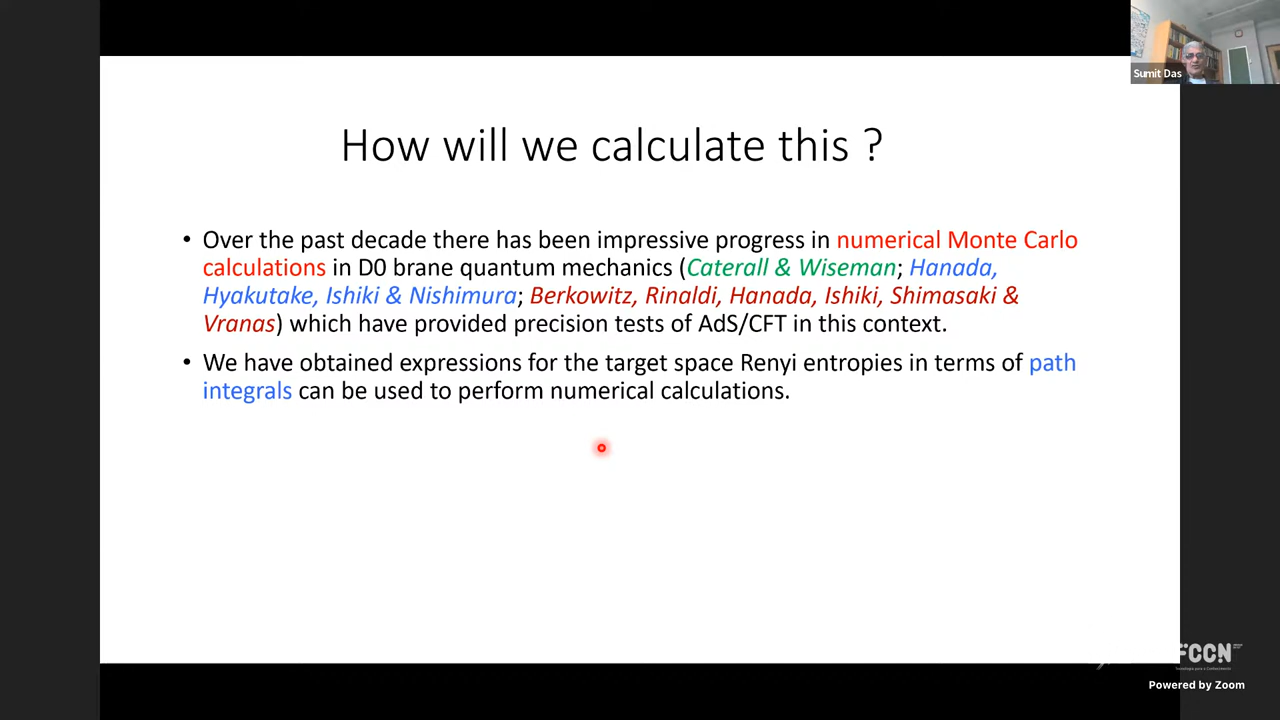 Sumit Das
How will we calculate this ?
• Over the past decade there has been impressive progress in numerical Monte Carlo
calculations in D0 brane quantum mechanics (Caterall & Wiseman; Hanada,
Hyakutake, Ishiki & Nishimura; Berkowitz, Rinaldi, Hanada, Ishiki, Shimasaki &
Vranas) which have provided precision tests of AdS/CFT in this context.
• We have obtained expressions for the target space Renyi entropies in terms of path
integrals can be used to perform numerical calculations.
FCCN
Powered by Zoom